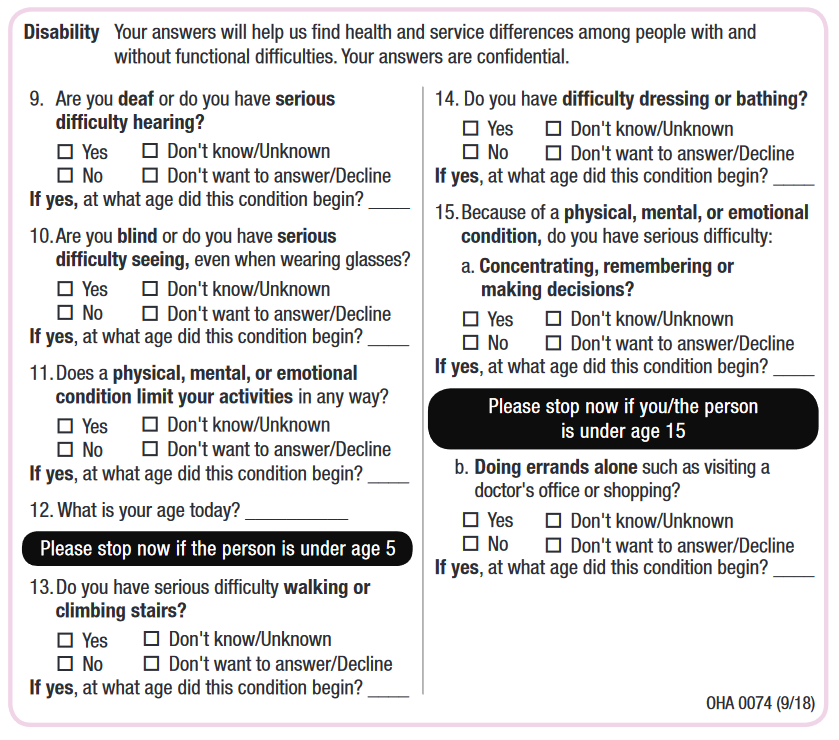 Disability Your answers will help us find health and service differences among people with and
without functional difficulties. Your answers are confidential.
9. Are you deaf or do you have serious
difficulty hearing?
☐ Yes ☐ Don't know/Unknown
☐ No ☐ Don't want to answer/Decline
If yes, at what age did this condition begin? ____
10. Are you blind or do you have serious
difficulty seeing, even when wearing glasses?
☐ Yes ☐ Don't know/Unknown
☐ No ☐ Don't want to answer/Decline
If yes, at what age did this condition begin? ____
11. Does a physical, mental, or emotional
condition limit your activities in any way?
☐ Yes ☐ Don't know/Unknown
☐ No ☐ Don't want to answer/Decline
If yes, at what age did this condition begin? ____
12. What is your age today? __________
Please stop now if the person is under age 5
13. Do you have serious difficulty walking or
climbing stairs?
☐ Yes ☐ Don't know/Unknown
☐ No ☐ Don't want to answer/Decline
If yes, at what age did this condition begin? ____
14. Do you have difficulty dressing or bathing?
☐ Yes ☐ Don't know/Unknown
☐ No ☐ Don't want to answer/Decline
If yes, at what age did this condition begin? ____
15. Because of a physical, mental, or emotional
condition, do you have serious difficulty:
a. Concentrating, remembering or
making decisions?
☐ Yes ☐ Don't know/Unknown
☐ No ☐ Don't want to answer/Decline
If yes, at what age did this condition begin? ____
Please stop now if you/the person
is under age 15
b. Doing errands alone such as visiting a
doctor's office or shopping?
☐ Yes ☐ Don't know/Unknown
☐ No ☐ Don't want to answer/Decline
If yes, at what age did this condition begin? ____
OHA 0074 (9/18)